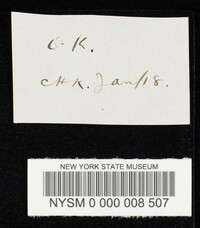 O.K.
CHK. Jan/18.
NEW YORK STATE MUSEUM
NYSM 0 000 008 507